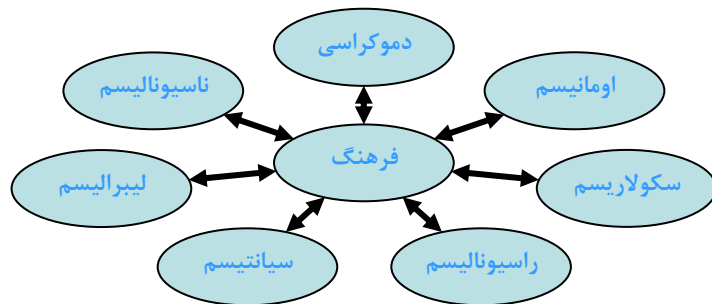 دموکراسی
ناسیونالیسم
اومانیسم
فرهنگ
لیبرالیسم
سکولاریسم
سیانتیسم
راسیونالیسم